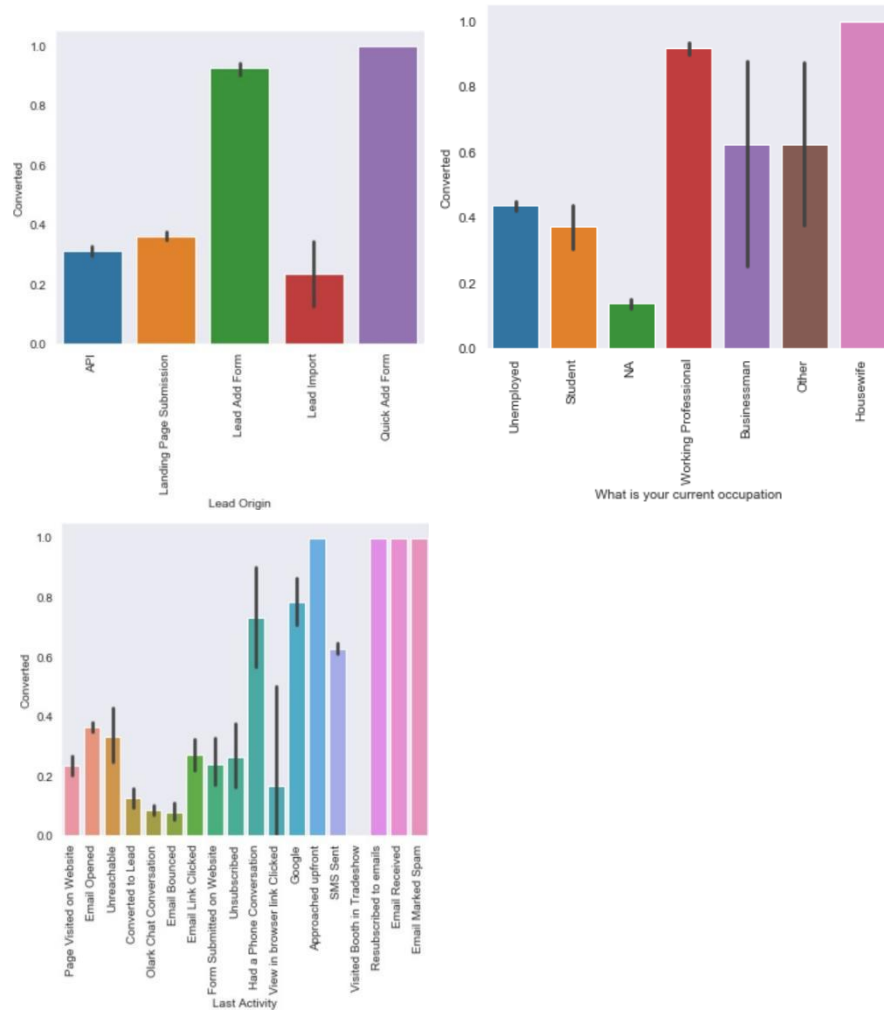 1.0
0.8
0.6
0.4
0.2
0.0
Converted
API
Landing Page Submission
Lead Add Form
Lead Import
Quick Add Form
Lead Origin
1.0
0.8
0.6
0.4
0.2
0.0
Converted
Unemployed
Student
NA
Working Professional
Businessman
Other
Housewife
What is your current occupation
1.0
0.8
0.6
0.4
0.2
0.0
Converted
Page Visited on Website
Email Opened
Unreachable
Converted to Lead
Olark Chat Conversation
Email Bounced
Email Link Clicked
Form Submitted on Website
Unsubscribed
Had a Phone Conversation
View in browser link Clicked
Google
Approached upfront
SMS Sent
Visited Booth in Tradeshow
Resubscribed to emails
Email Received
Email Marked Spam
Last Activity